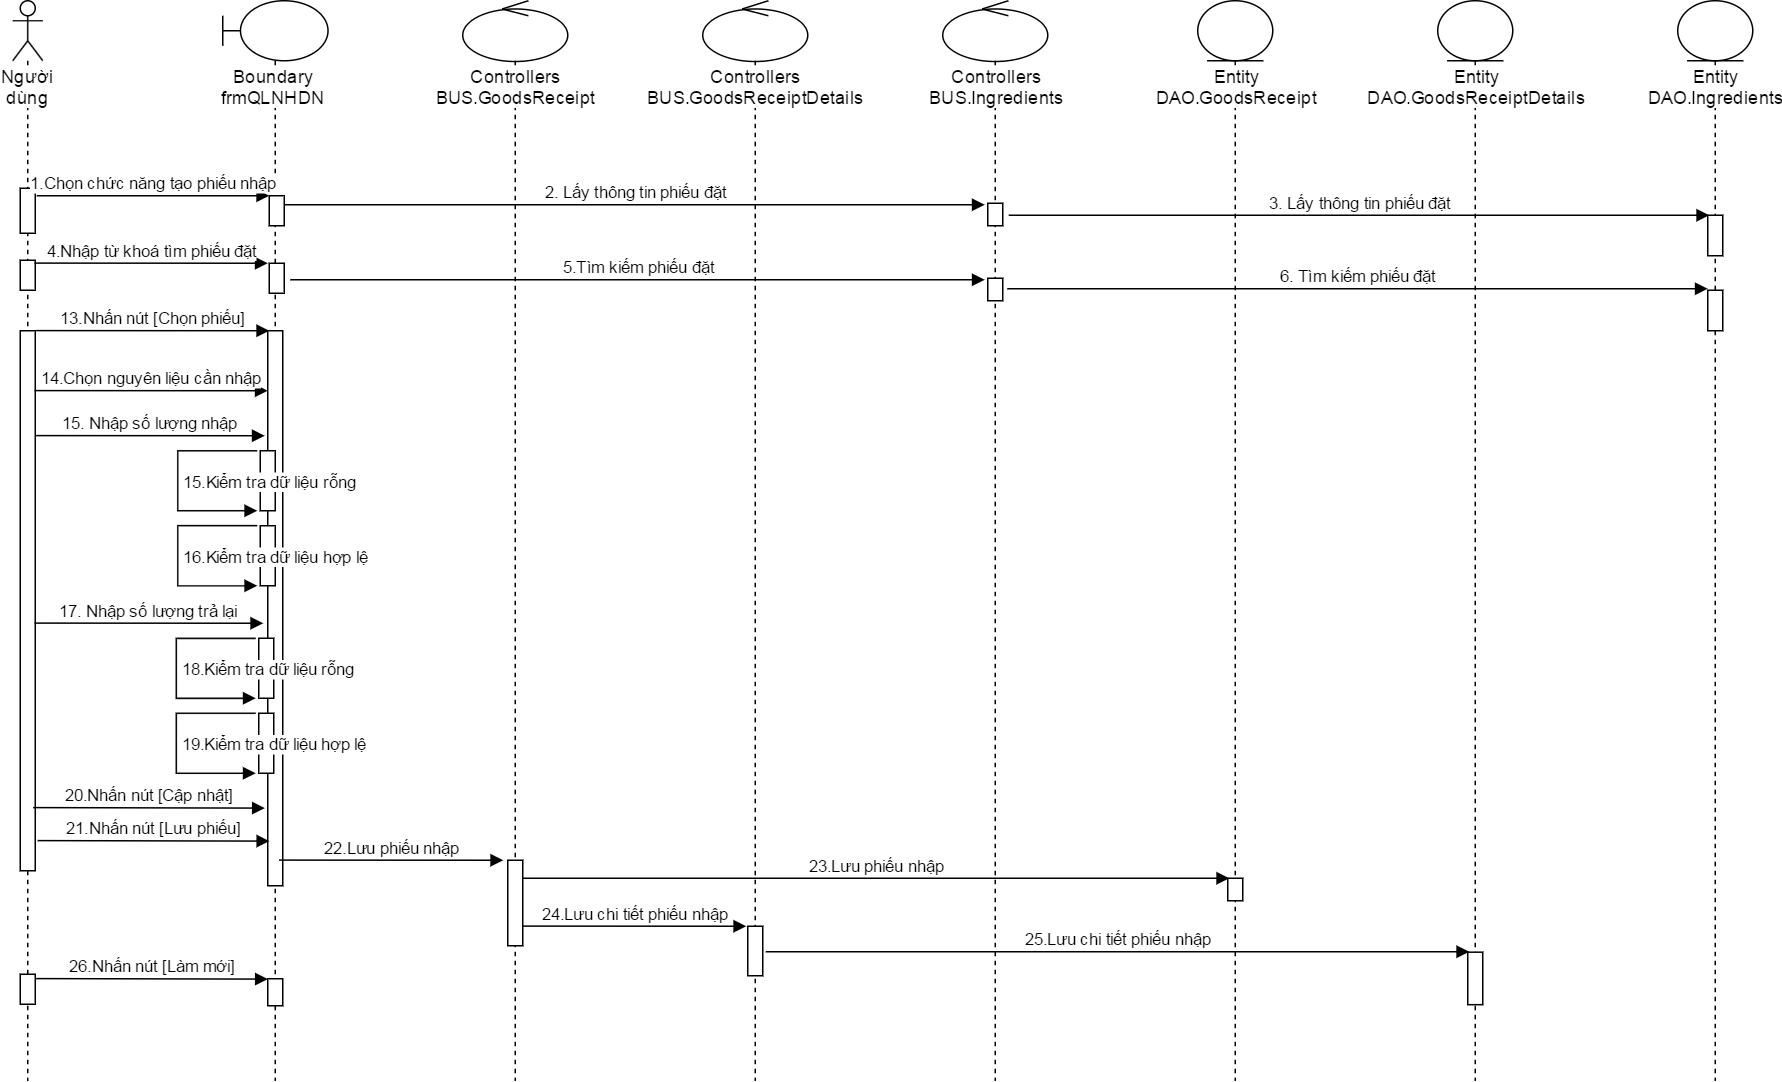 Người
dùng
Boundary
frmQLNHDN
Controllers
BUS.GoodsReceipt
Controllers
BUS.GoodsReceiptDetails
Controllers
BUS.Ingredients
Entity
DAO.GoodsReceipt
Entity
DAO.GoodsReceiptDetails
Entity
DAO.Ingredients
1.Chọn chức năng tạo phiếu nhập
2. Lấy thông tin phiếu đặt
3. Lấy thông tin phiếu đặt
4.Nhập từ khoá tìm phiếu đặt
5.Tìm kiếm phiếu đặt
6. Tìm kiếm phiếu đặt
13.Nhấn nút [Chọn phiếu]
14.Chọn nguyên liệu cần nhập
15. Nhập số lượng nhập
15.Kiểm tra dữ liệu rỗng
16.Kiểm tra dữ liệu hợp lệ
17. Nhập số lượng trả lại
18.Kiểm tra dữ liệu rỗng
19.Kiểm tra dữ liệu hợp lệ
20.Nhấn nút [Cập nhật]
21.Nhấn nút [Lưu phiếu]
22.Lưu phiếu nhập
23.Lưu phiếu nhập
24.Lưu chi tiết phiếu nhập
25.Lưu chi tiết phiếu nhập
26.Nhấn nút [Làm mới]